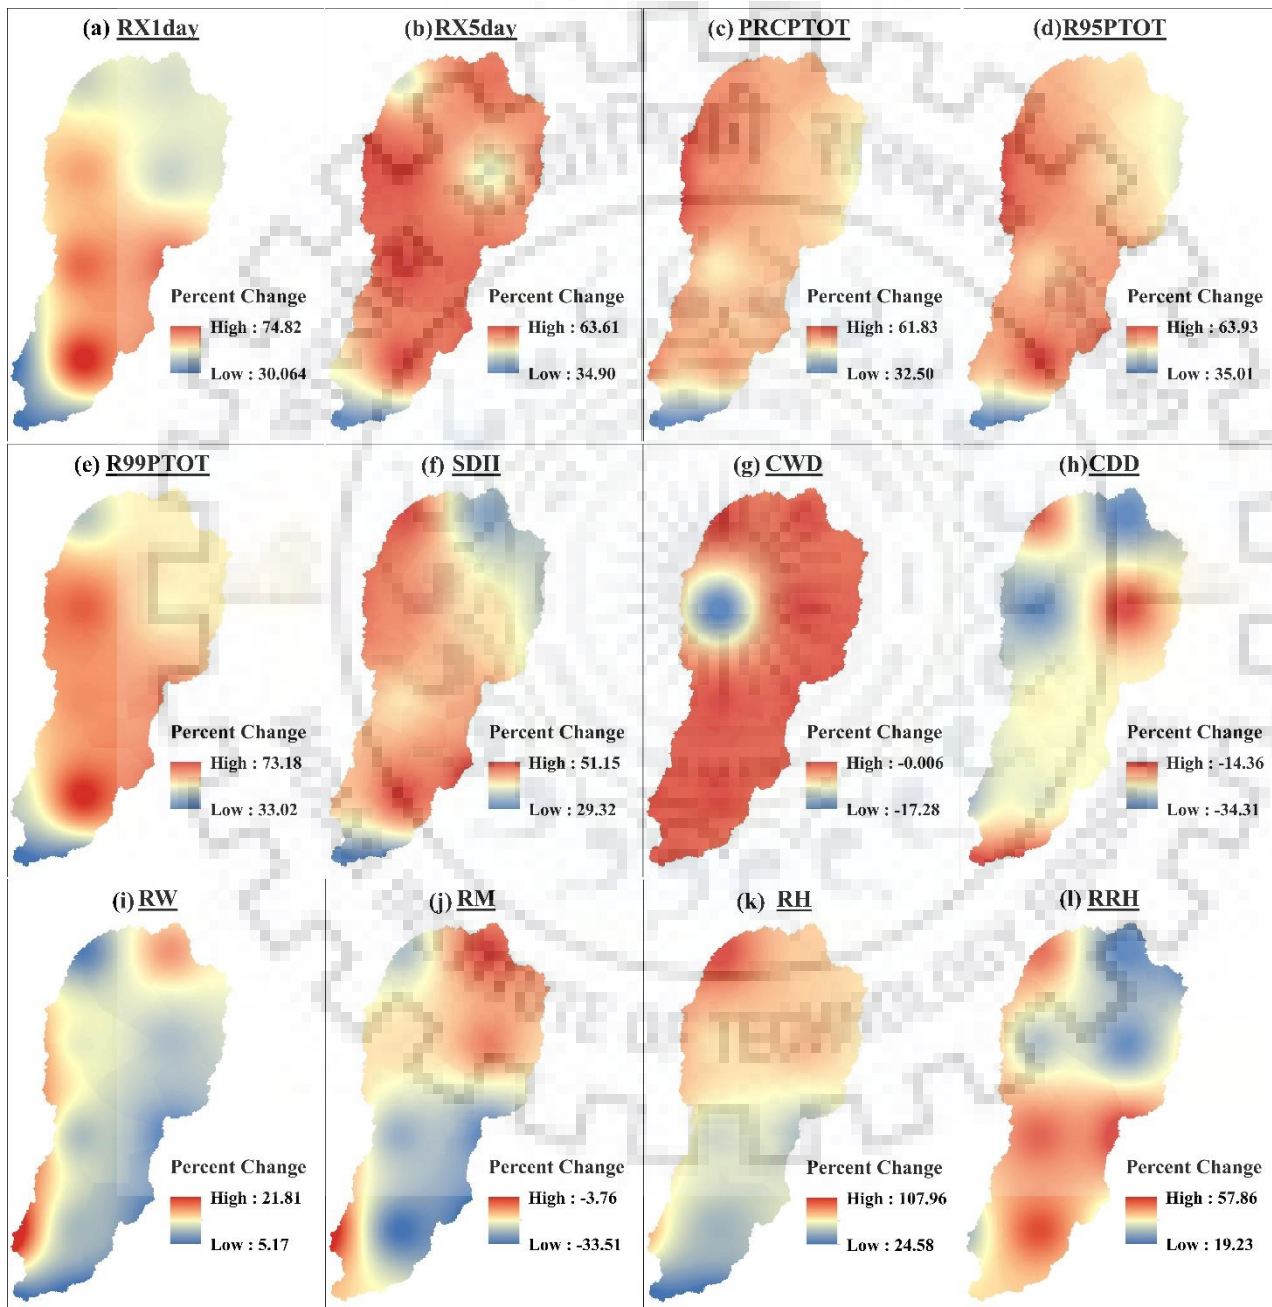 (a) RX1day
(b) RX5day
(c) PRCPTOT
(d) R95PTOT
Percent Change
High : 74.82
Low : 30.064
Percent Change
High : 63.61
Low : 34.90
Percent Change
High : 61.83
Low : 32.50
Percent Change
High : 63.93
Low : 35.01
(e) R99PTOT
(f) SDII
(g) CWD
(h) CDD
Percent Change
High : 73.18
Low : 33.02
Percent Change
High : 51.15
Low : 29.32
Percent Change
High : -0.006
Low : -17.28
Percent Change
High : -14.36
Low : -34.31
(i) RW
(j) RM
(k) RH
(l) RRH
Percent Change
High : 21.81
Low : 5.17
Percent Change
High : -3.76
Low : -33.51
Percent Change
High : 107.96
Low : 24.58
Percent Change
High : 57.86
Low : 19.23